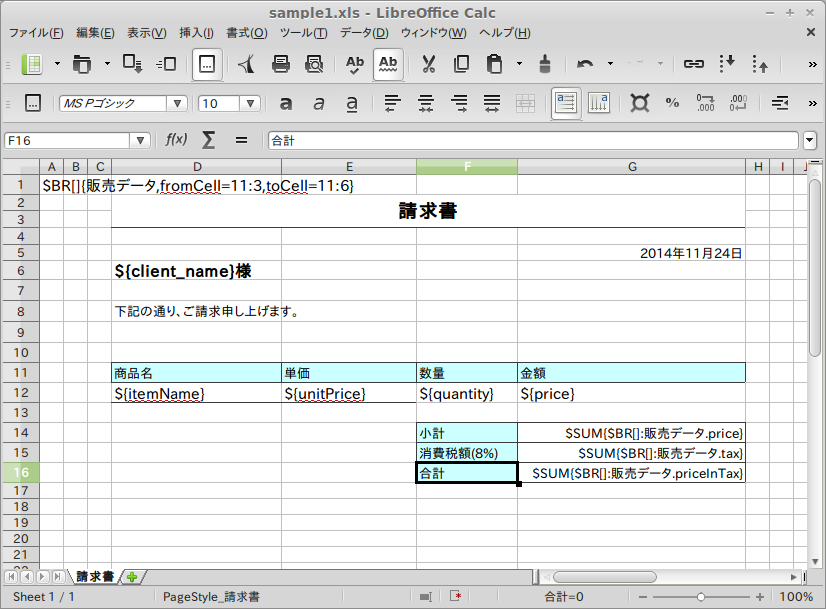 sample1.xls - LibreOffice Calc
ファイル(F) 編集(E) 表示(V) 挿入(I) 書式(O) ツール(T) データ(D) ウィンドウ(W) ヘルプ(H)
MS Pゴシック 10
F16 f(x) Σ = 合計
A B C D E F G H I J
1 $BR[]{販売データ,fromCell=11:3,toCell=11:6}
2 請求書
3
4
5 2014年11月24日
6 ${client_name}様
7
8 下記の通り、ご請求申し上げます。
9
10
11 商品名 単価 数量 金額
12 ${itemName} ${unitPrice} ${quantity} ${price}
13
14 小計 $SUM{$BR[]:販売データ.price}
15 消費税額(8%) $SUM{$BR[]:販売データ.tax}
16 合計 $SUM{$BR[]:販売データ.priceInTax}
17
18
19
20
21
22
請求書
Sheet 1 / 1 PageStyle_請求書 合計=0 100%